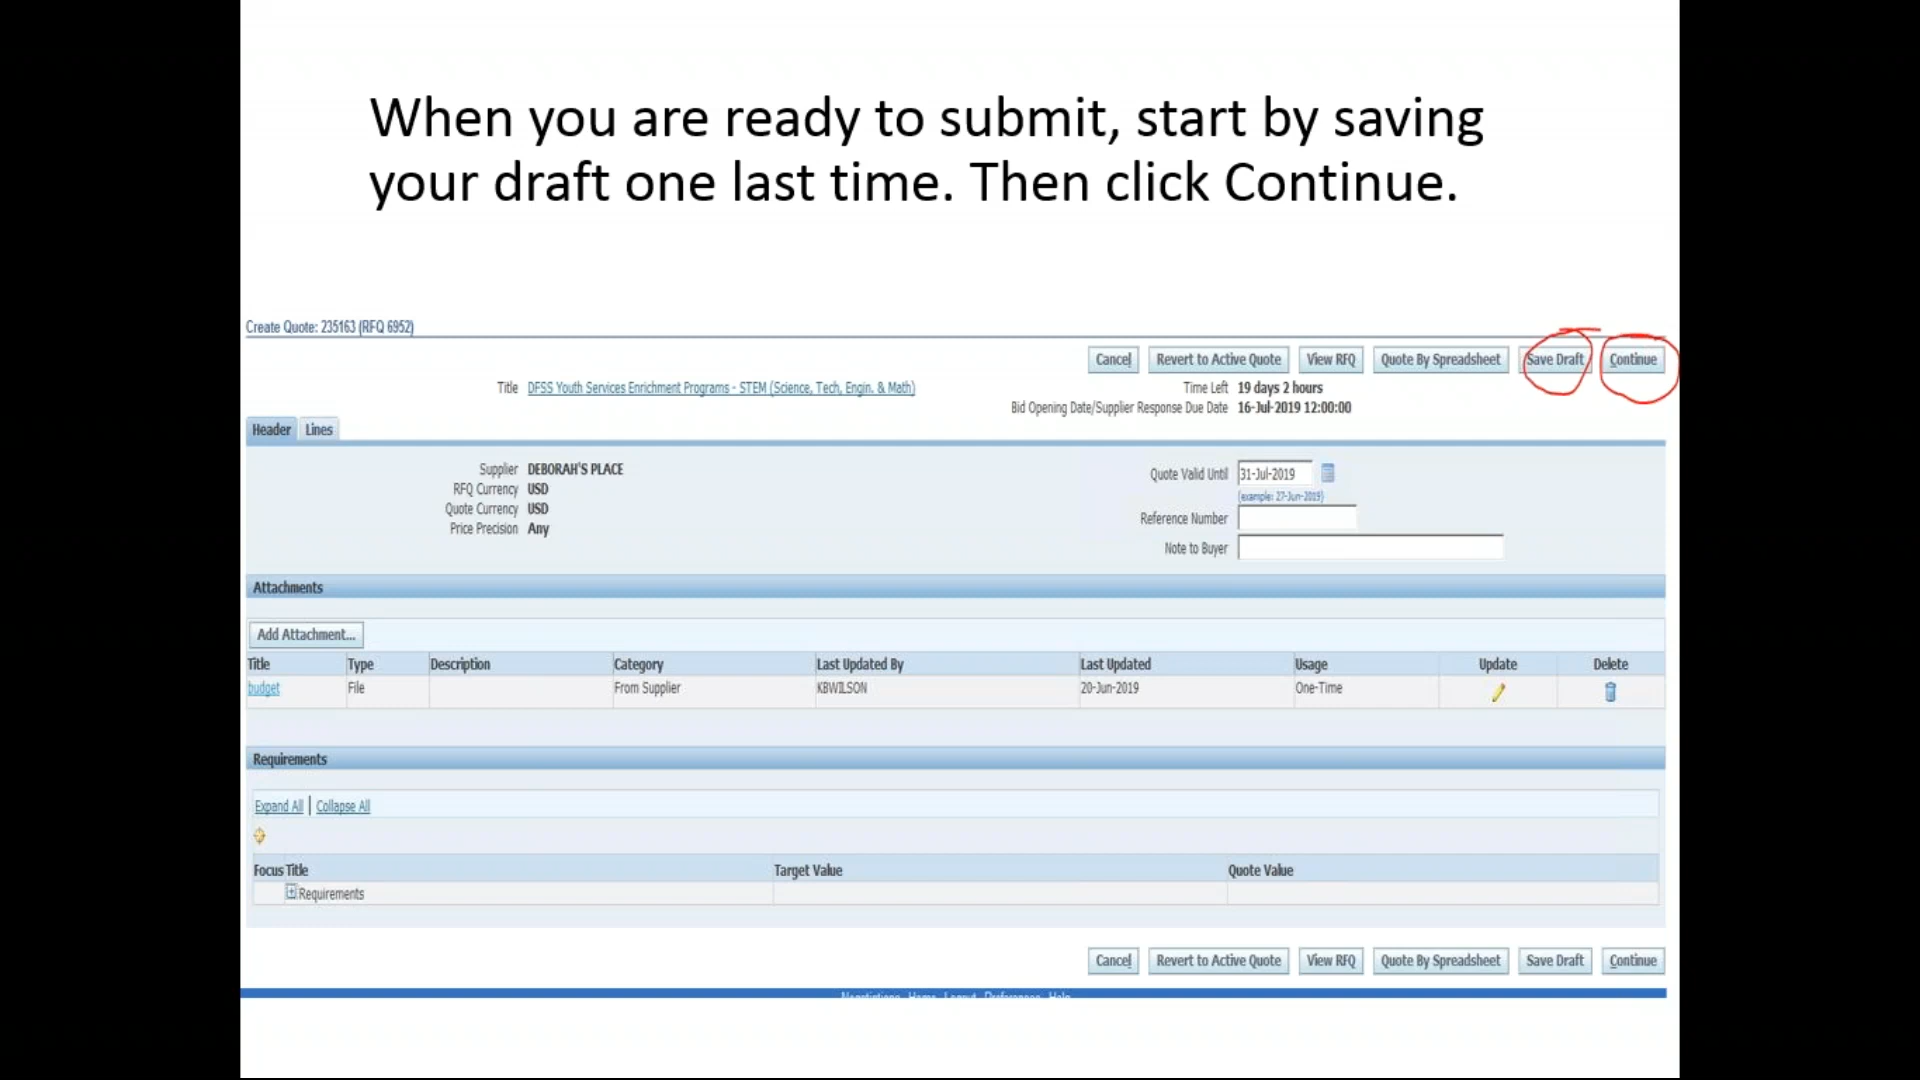 When you are ready to submit, start by saving
your draft one last time. Then click Continue.
Create Quote: 235163 (RFQ 6952)
Cancel Revert to Active Quote View RFQ Quote By Spreadsheet Save Draft Continue
Title DFSS Youth Services Enrichment Programs - STEM (Science, Tech, Engin. & Math) Time Left 19 days 2 hours
Bid Opening Date/Supplier Response Due Date 16-Jul-2019 12:00:00
Header Lines
Supplier DEBORAH'S PLACE
RFQ Currency USD
Quote Currency USD
Price Precision Any
Quote Valid Until 31-Jul-2019
(example: 27-Jun-2019)
Reference Number
Note to Buyer
Attachments
Add Attachment...
Title Type Description Category Last Updated By Last Updated Usage Update Delete
budget File From Supplier KBWILSON 20-Jun-2019 One-Time
Requirements
Expand All | Collapse All
Focus Title Target Value Quote Value
Requirements
Cancel Revert to Active Quote View RFQ Quote By Spreadsheet Save Draft Continue
Negotiations Home Logout Preferences Help